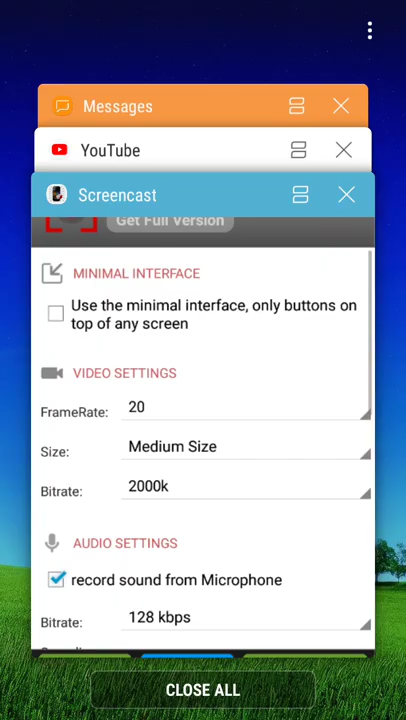 Messages
YouTube
Screencast
Get Full Version
MINIMAL INTERFACE
Use the minimal interface, only buttons on
top of any screen
VIDEO SETTINGS
FrameRate: 20
Size: Medium Size
Bitrate: 2000k
AUDIO SETTINGS
record sound from Microphone
Bitrate: 128 kbps
CLOSE ALL